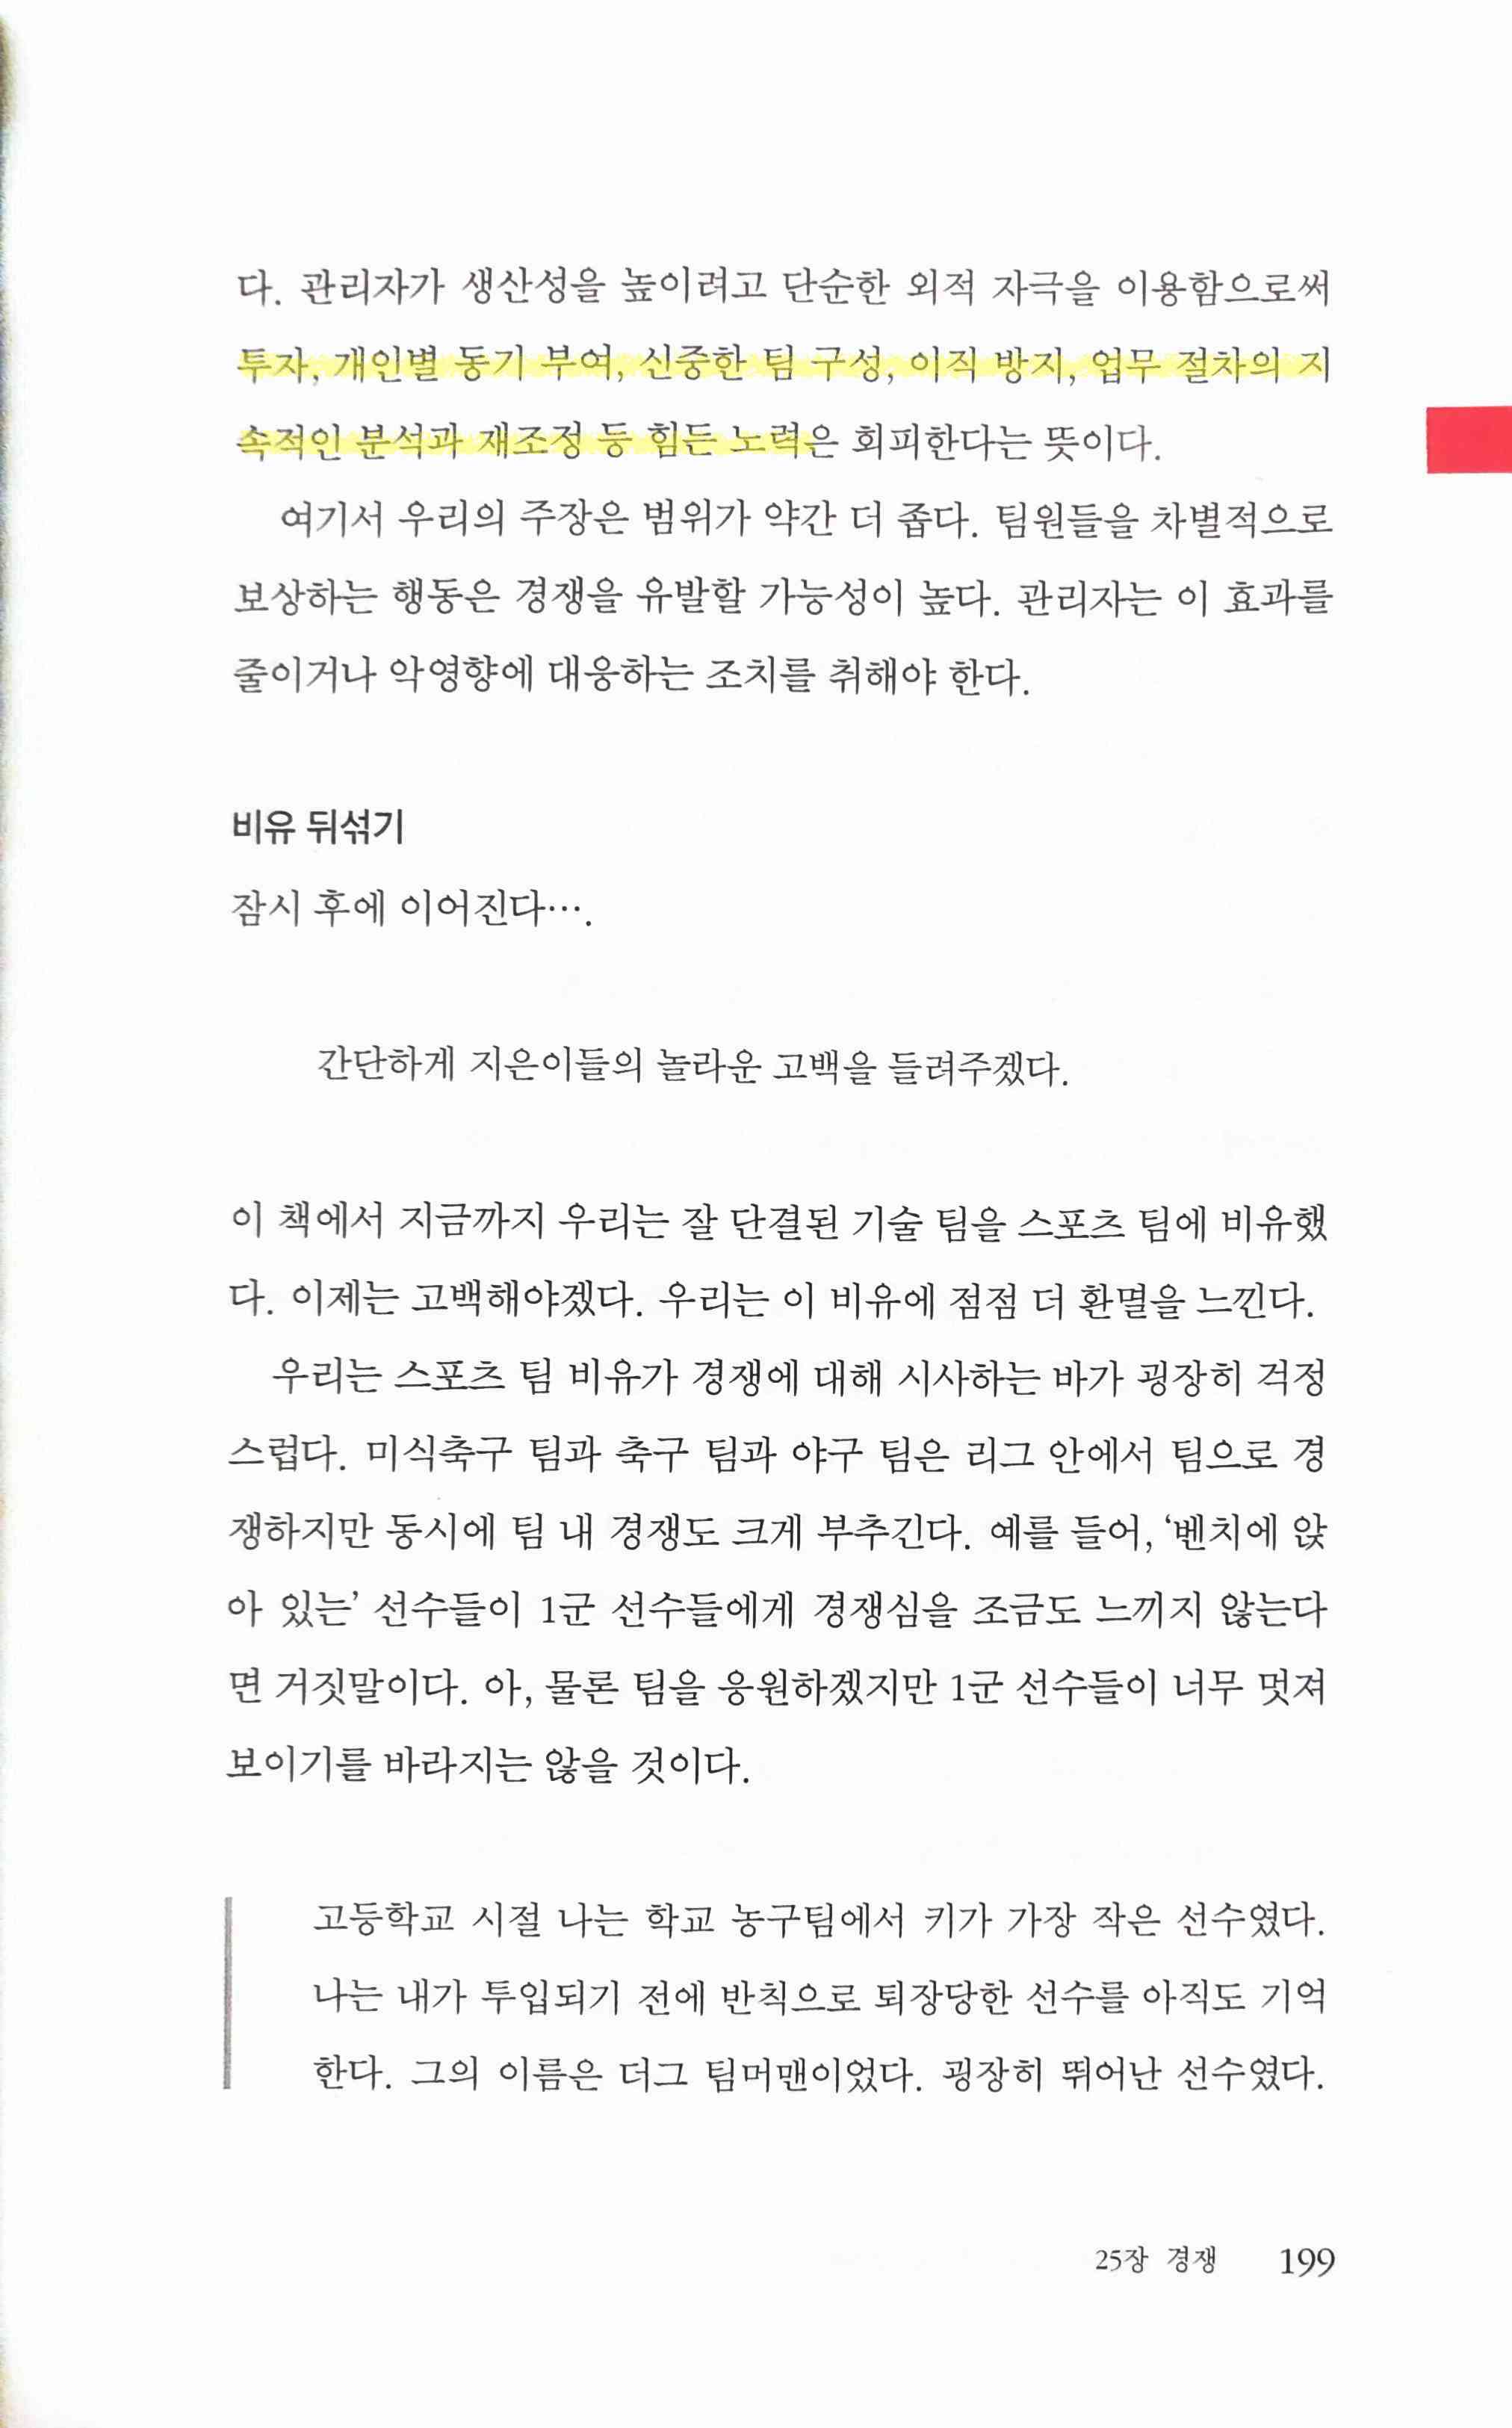 다. 관리자가 생산성을 높이려고 단순한 외적 자극을 이용함으로써
투자, 개인별 동기 부여, 신중한 팀 구성, 이직 방지, 업무 절차의 지
속적인 분석과 재조정 등 힘든 노력은 회피한다는 뜻이다.
여기서 우리의 주장은 범위가 약간 더 좁다. 팀원들을 차별적으로
보상하는 행동은 경쟁을 유발할 가능성이 높다. 관리자는 이 효과를
줄이거나 악영향에 대응하는 조치를 취해야 한다.
비유 뒤섞기
잠시 후에 이어진다….
간단하게 지은이들의 놀라운 고백을 들려주겠다.
이 책에서 지금까지 우리는 잘 단결된 기술 팀을 스포츠 팀에 비유했
다. 이제는 고백해야겠다. 우리는 이 비유에 점점 더 환멸을 느낀다.
우리는 스포츠 팀 비유가 경쟁에 대해 시사하는 바가 굉장히 걱정
스럽다. 미식축구 팀과 축구 팀과 야구 팀은 리그 안에서 팀으로 경
쟁하지만 동시에 팀 내 경쟁도 크게 부추긴다. 예를 들어, ‘벤치에 앉
아 있는’ 선수들이 1군 선수들에게 경쟁심을 조금도 느끼지 않는다
면 거짓말이다. 아, 물론 팀을 응원하겠지만 1군 선수들이 너무 멋져
보이기를 바라지는 않을 것이다.
고등학교 시절 나는 학교 농구팀에서 키가 가장 작은 선수였다.
나는 내가 투입되기 전에 반칙으로 퇴장당한 선수를 아직도 기억
한다. 그의 이름은 더그 팀머맨이었다. 굉장히 뛰어난 선수였다.
25장 경쟁 199